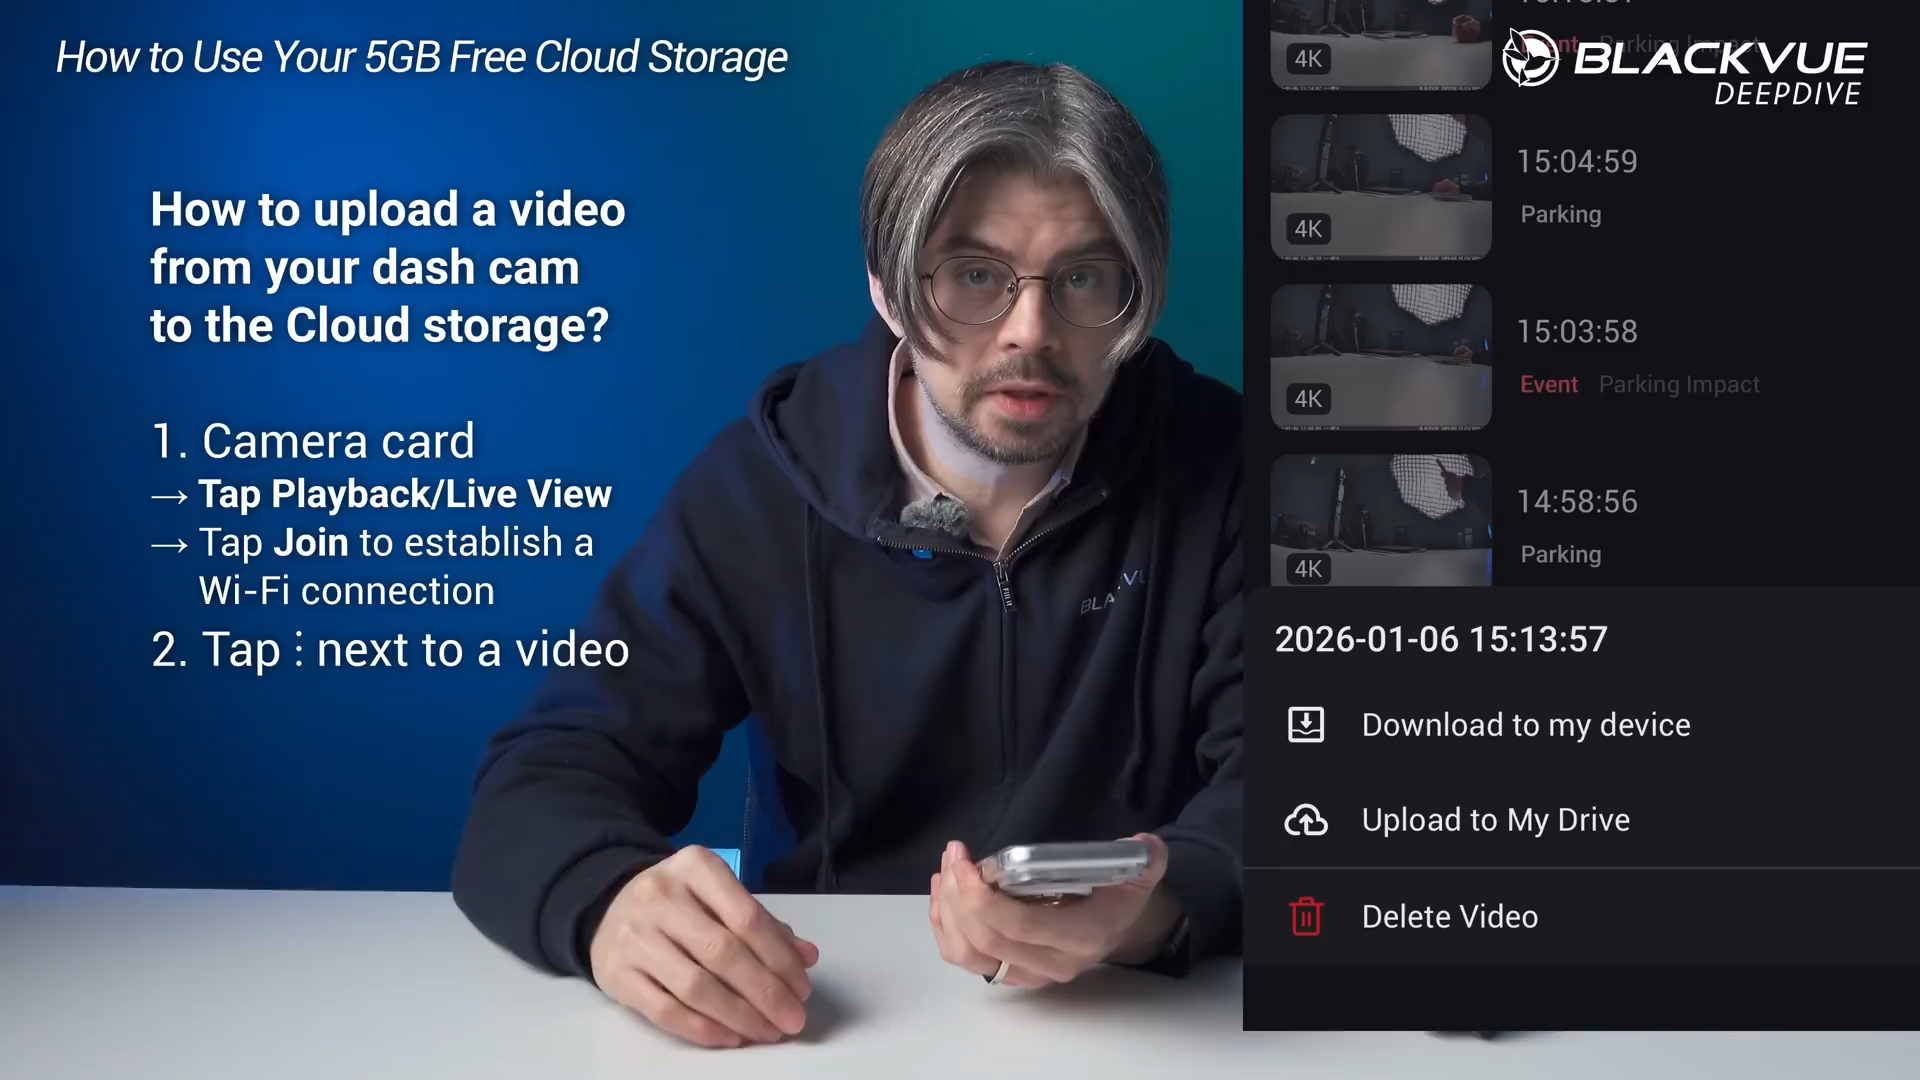 How to Use Your 5GB Free Cloud Storage
BLACKVUE
DEEPDIVE
How to upload a video
from your dash cam
to the Cloud storage?
1. Camera card
→ Tap Playback/Live View
→ Tap Join to establish a
Wi-Fi connection
2. Tap ⋮ next to a video
4K
Event Parking Impact
15:04:59
Parking
4K
15:03:58
Event Parking Impact
4K
14:58:56
Parking
4K
2026-01-06 15:13:57
Download to my device
Upload to My Drive
Delete Video